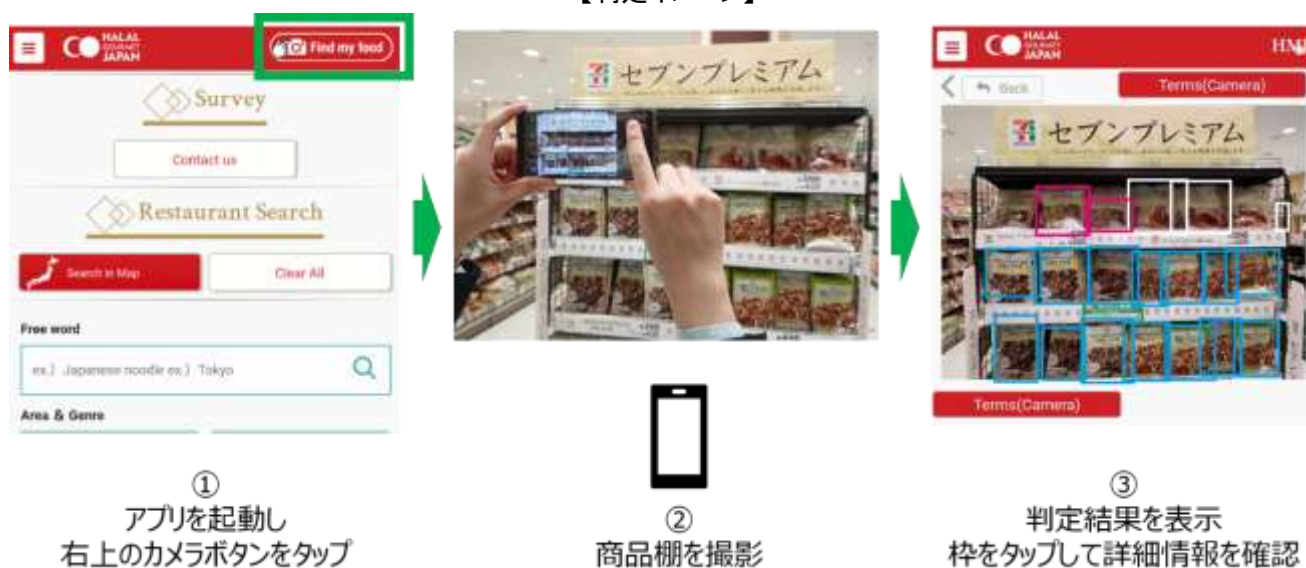 HALAL
GOURMET
JAPAN
Find my food
Survey
Contact us
Restaurant Search
Search in Map
Clear All
Free word
ex.) Japanese noodle ex.) Tokyo
Area & Genre
①
アプリを起動し
右上のカメラボタンをタップ
セブンプレミアム
②
商品棚を撮影
HALAL
GOURMET
JAPAN
Back
Terms(Camera)
セブンプレミアム
Terms(Camera)
③
判定結果を表示
枠をタップして詳細情報を確認